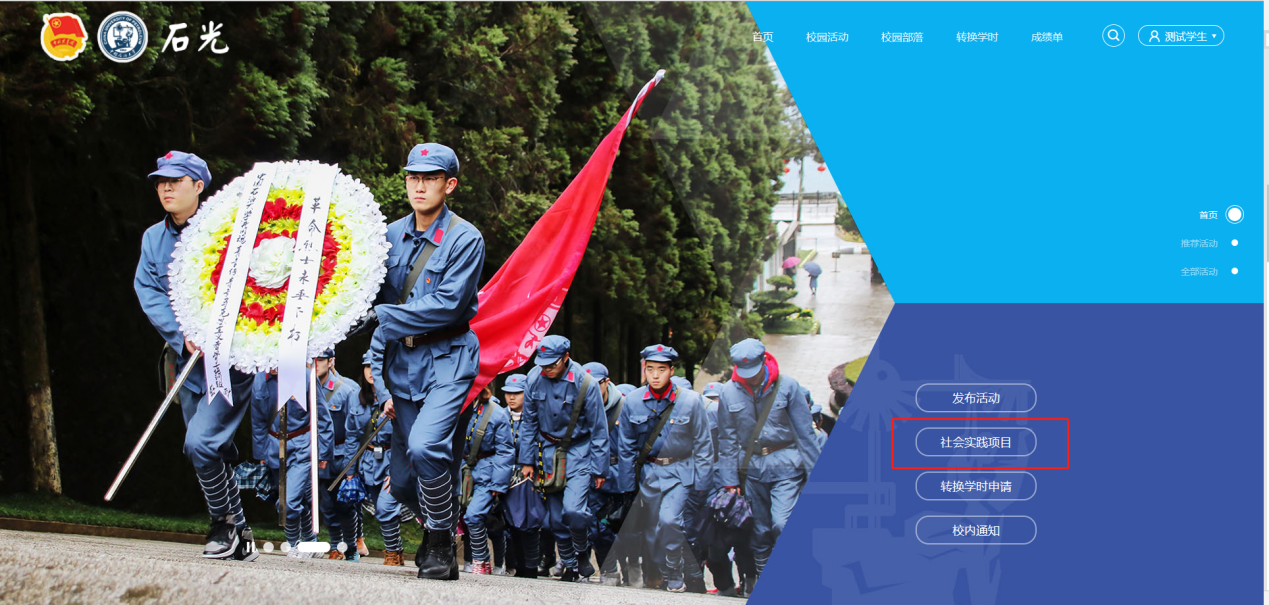 石光
首页
校园活动
校园部落
转换学时
成绩单
测试学生
首页
推荐活动
全部活动
革命烈士永垂不朽
发布活动
社会实践项目
转换学时申请
校内通知